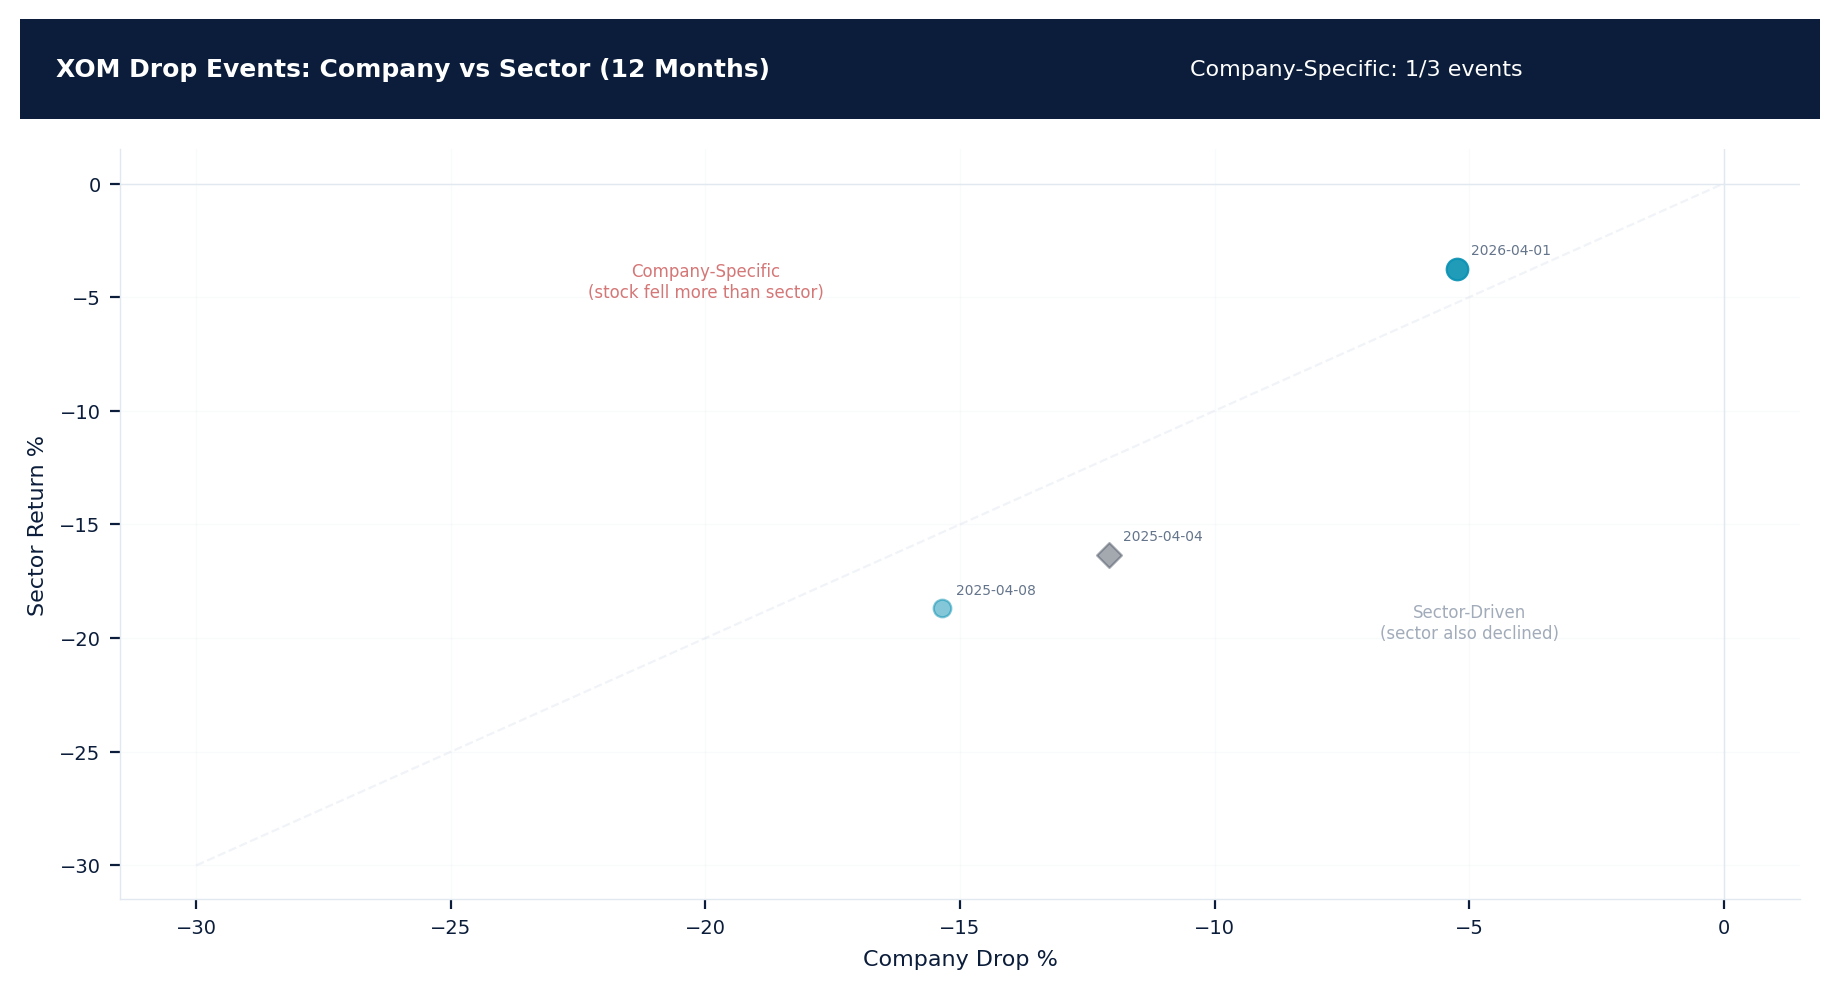 XOM Drop Events: Company vs Sector (12 Months)
Company-Specific: 1/3 events
0
−5
−10
−15
−20
−25
−30
Sector Return %
Company-Specific
(stock fell more than sector)
2026-04-01
2025-04-04
2025-04-08
Sector-Driven
(sector also declined)
−30
−25
−20
−15
−10
−5
0
Company Drop %